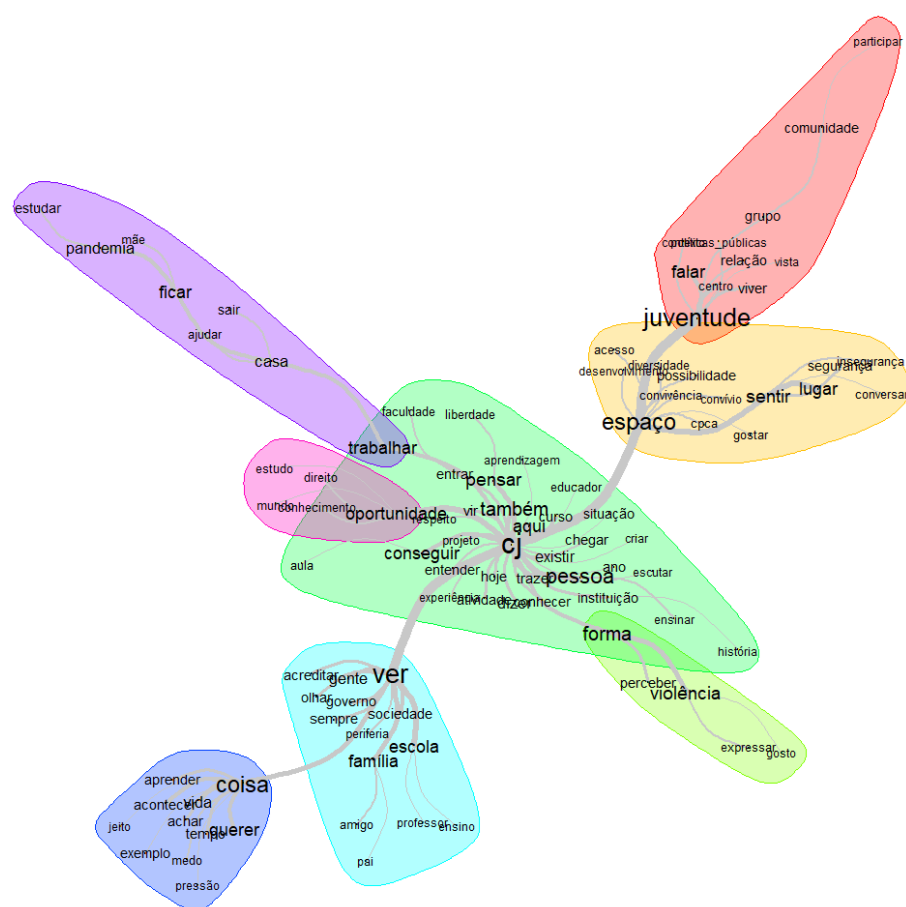 participar
comunidade
grupo
políticas_públicas
relação
vista
falar
centro
viver
juventude
estudar
mãe
pandemia
ficar
sair
ajudar
casa
trabalhar
acesso
diversidade
desenvolvimento
possibilidade
convivência
convívio
sentir
lugar
segurança
insegurança
conversar
espaço
cpca
gostar
faculdade
liberdade
aprendizagem
entrar
pensar
educador
estudo
direito
mundo
conhecimento
oportunidade
respeito
vir
também
aqui
curso
situação
projeto
cj
chegar
criar
conseguir
existir
aula
entender
hoje
trazer
pessoa
ano
escutar
experiência
atividade
dizer
conhecer
instituição
ensinar
forma
história
perceber
violência
expressar
gosto
ver
acreditar
gente
olhar
governo
sempre
sociedade
periferia
escola
família
amigo
professor
ensino
pai
coisa
aprender
acontecer
vida
jeito
achar
tempo
querer
exemplo
medo
pressão